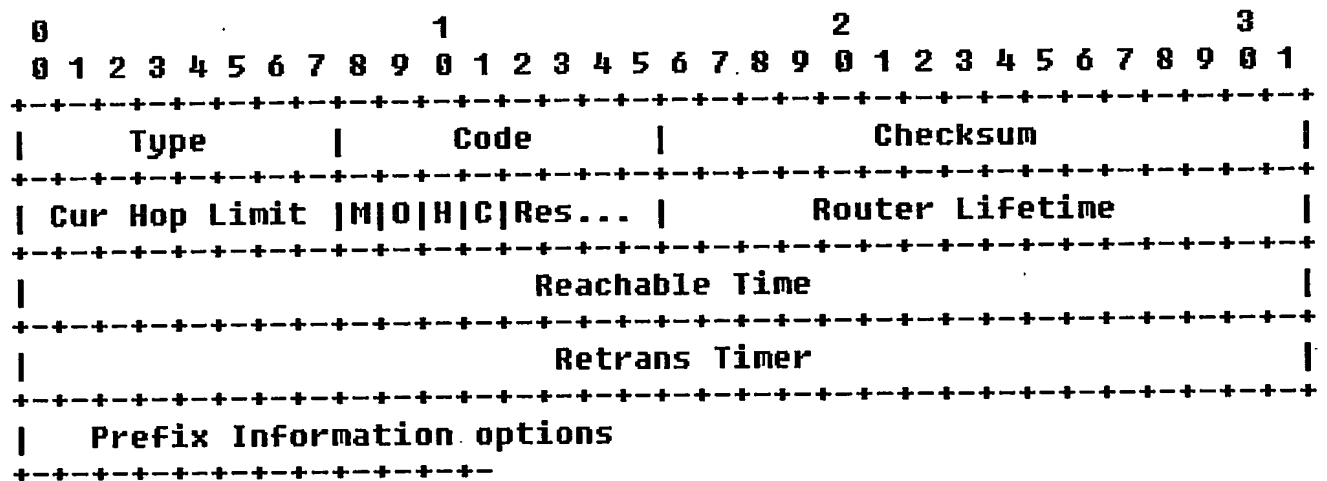 0                   1                   2                   3
0 1 2 3 4 5 6 7 8 9 0 1 2 3 4 5 6 7 8 9 0 1 2 3 4 5 6 7 8 9 0 1
+-+-+-+-+-+-+-+-+-+-+-+-+-+-+-+-+-+-+-+-+-+-+-+-+-+-+-+-+-+-+-+-+
|     Type      |     Code      |          Checksum             |
+-+-+-+-+-+-+-+-+-+-+-+-+-+-+-+-+-+-+-+-+-+-+-+-+-+-+-+-+-+-+-+-+
| Cur Hop Limit |M|O|H|C|Res... |       Router Lifetime         |
+-+-+-+-+-+-+-+-+-+-+-+-+-+-+-+-+-+-+-+-+-+-+-+-+-+-+-+-+-+-+-+-+
|                         Reachable Time                        |
+-+-+-+-+-+-+-+-+-+-+-+-+-+-+-+-+-+-+-+-+-+-+-+-+-+-+-+-+-+-+-+-+
|                          Retrans Timer                        |
+-+-+-+-+-+-+-+-+-+-+-+-+-+-+-+-+-+-+-+-+-+-+-+-+-+-+-+-+-+-+-+-+
|   Prefix Information options
+-+-+-+-+-+-+-+-+-+-+-+-